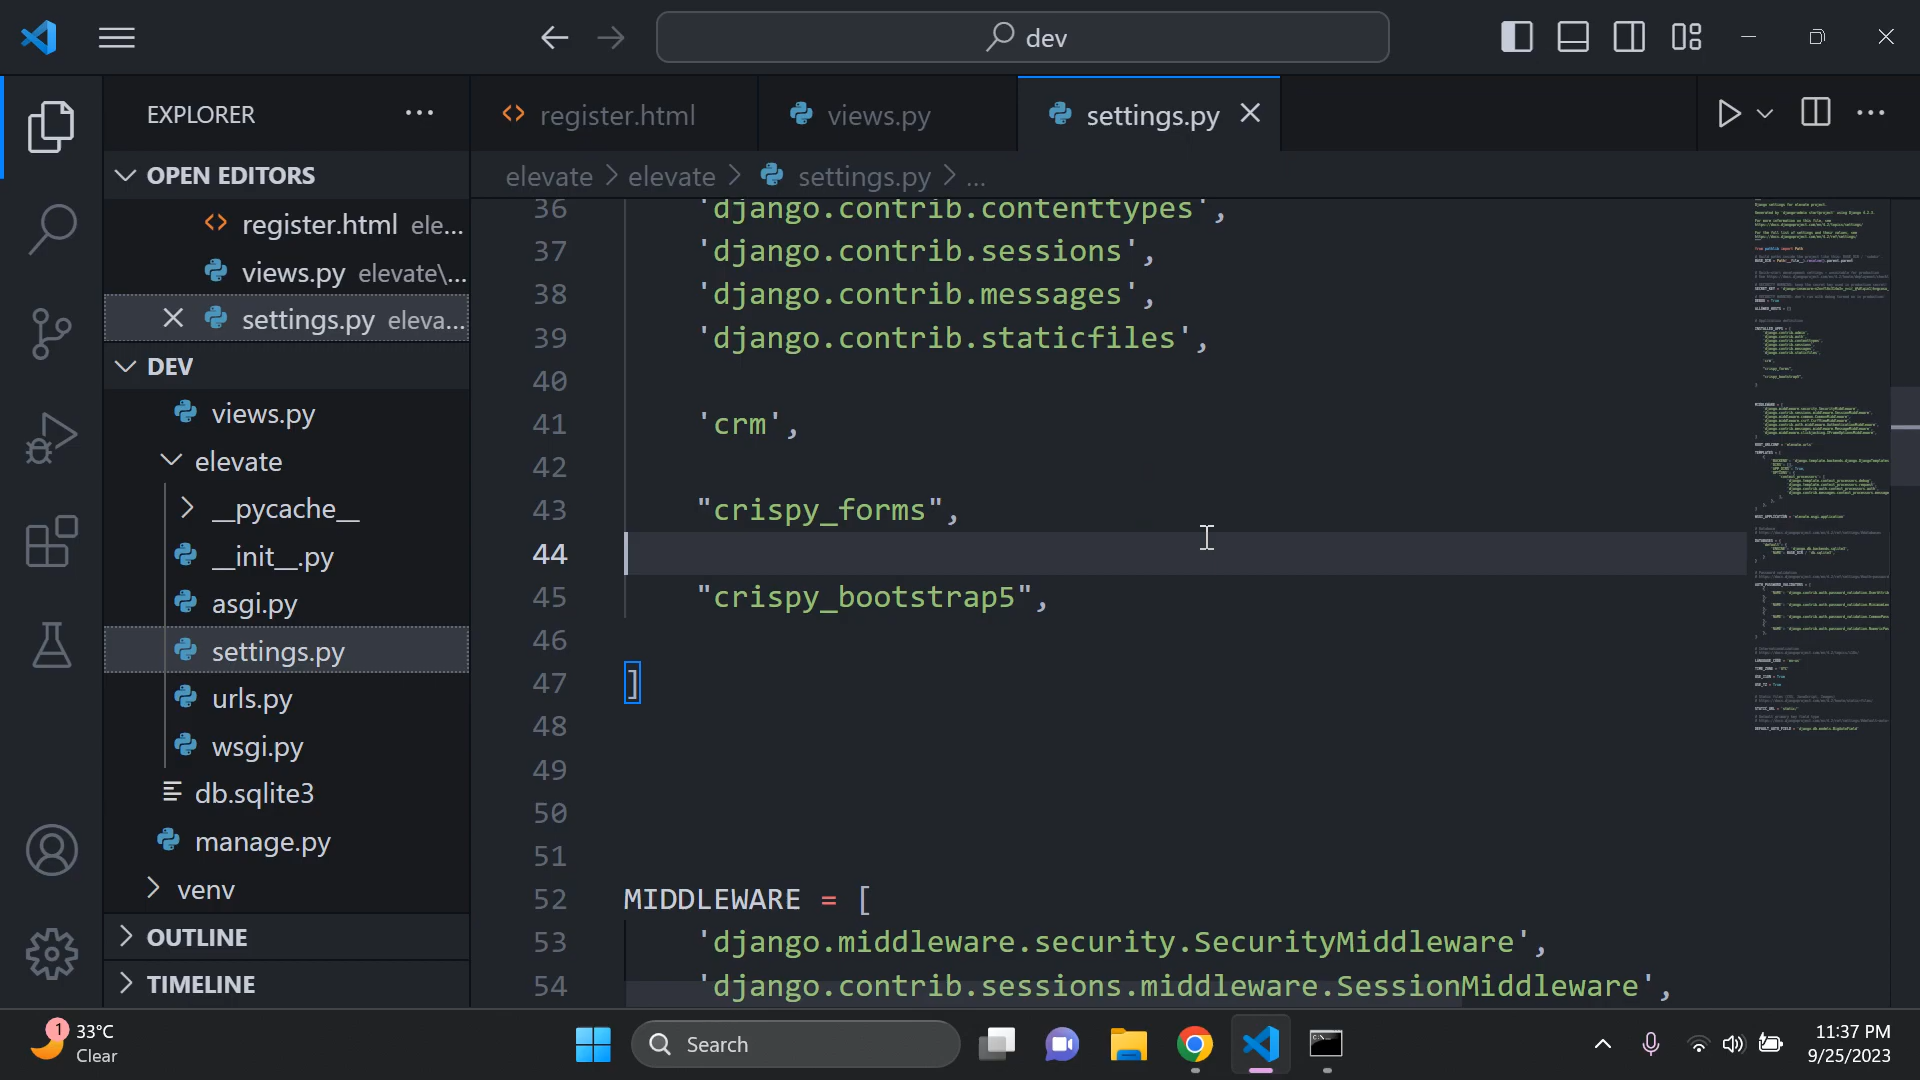 dev
EXPLORER
register.html
views.py
settings.py
OPEN EDITORS
elevate
elevate
settings.py
...
register.html ele...
views.py elevate\...
settings.py eleva...
DEV
views.py
elevate
__pycache__
__init__.py
asgi.py
settings.py
urls.py
wsgi.py
db.sqlite3
manage.py
venv
OUTLINE
TIMELINE
36 'django.contrib.contenttypes',
37 'django.contrib.sessions',
38 'django.contrib.messages',
39 'django.contrib.staticfiles',
40
41 'crm',
42
43 "crispy_forms",
44
45 "crispy_bootstrap5",
46
47 ]
48
49
50
51
52 MIDDLEWARE = [
53 'django.middleware.security.SecurityMiddleware',
54 'django.contrib.sessions.middleware.SessionMiddleware',
1
33°C
Clear
Search
11:37 PM
9/25/2023